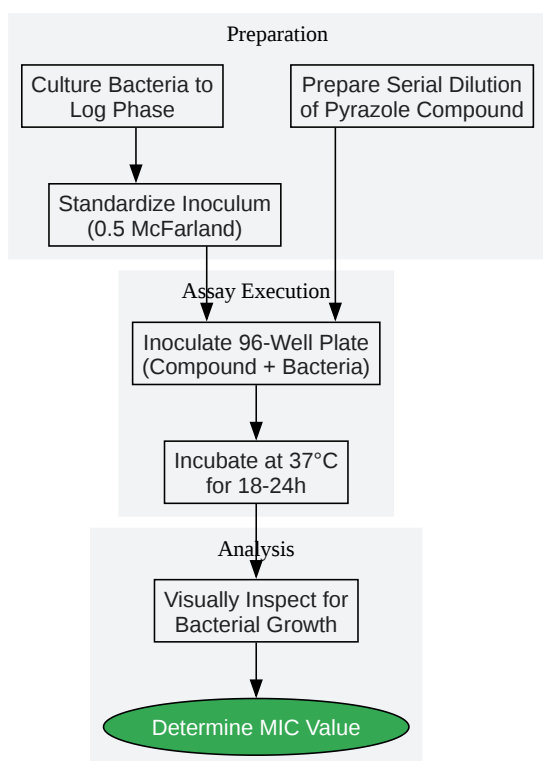 Preparation
Culture Bacteria to
Log Phase
Prepare Serial Dilution
of Pyrazole Compound
Standardize Inoculum
(0.5 McFarland)
Assay Execution
Inoculate 96-Well Plate
(Compound + Bacteria)
Incubate at 37°C
for 18-24h
Analysis
Visually Inspect for
Bacterial Growth
Determine MIC Value